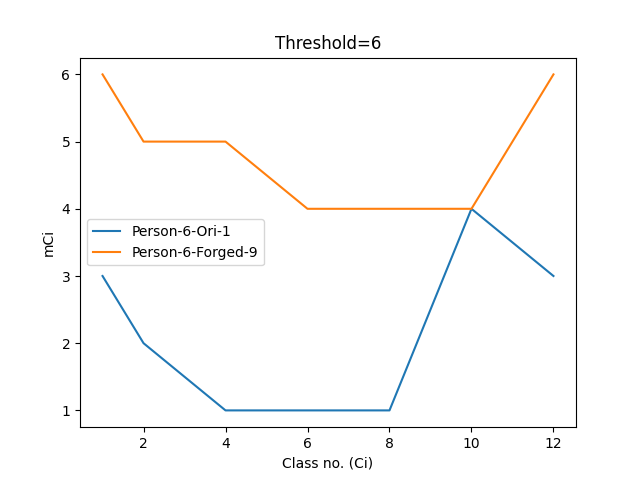 Threshold=6
6
5
4
3
2
1
mCi
Person-6-Ori-1
Person-6-Forged-9
2 4 6 8 10 12
Class no. (Ci)